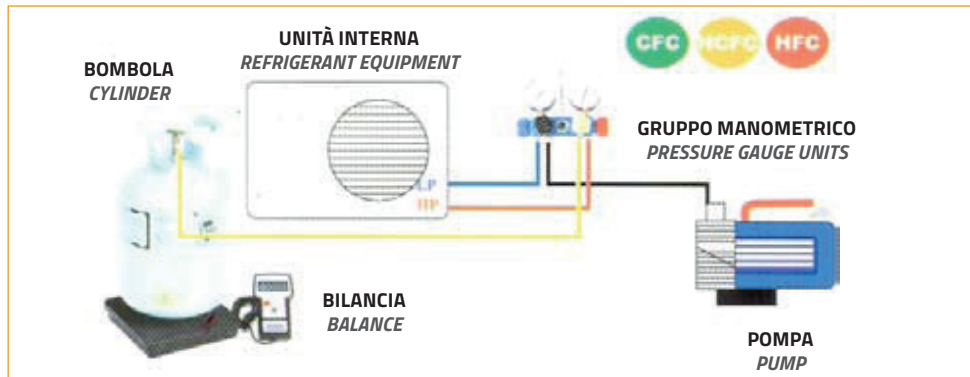 UNITÀ INTERNA
REFRIGERANT EQUIPMENT
CFC HCFC HFC
BOMBOLA
CYLINDER
GRUPPO MANOMETRICO
PRESSURE GAUGE UNITS
LP
HP
BILANCIA
BALANCE
POMPA
PUMP